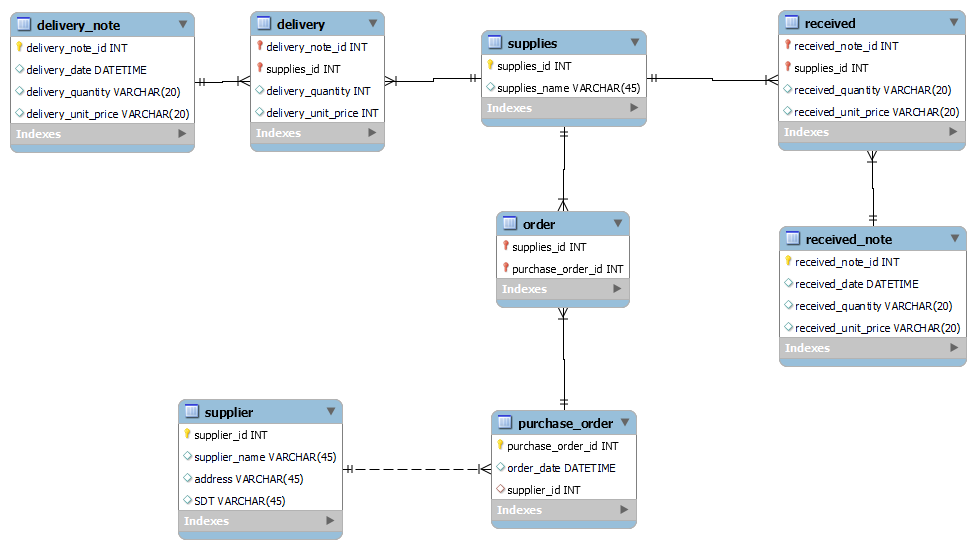 delivery_note
delivery_note_id INT
delivery_date DATETIME
delivery_quantity VARCHAR(20)
delivery_unit_price VARCHAR(20)
Indexes
delivery
delivery_note_id INT
supplies_id INT
delivery_quantity INT
delivery_unit_price INT
Indexes
supplies
supplies_id INT
supplies_name VARCHAR(45)
Indexes
received
received_note_id INT
supplies_id INT
received_quantity VARCHAR(20)
received_unit_price VARCHAR(20)
Indexes
order
supplies_id INT
purchase_order_id INT
Indexes
received_note
received_note_id INT
received_date DATETIME
received_quantity VARCHAR(20)
received_unit_price VARCHAR(20)
Indexes
supplier
supplier_id INT
supplier_name VARCHAR(45)
address VARCHAR(45)
SDT VARCHAR(45)
Indexes
purchase_order
purchase_order_id INT
order_date DATETIME
supplier_id INT
Indexes